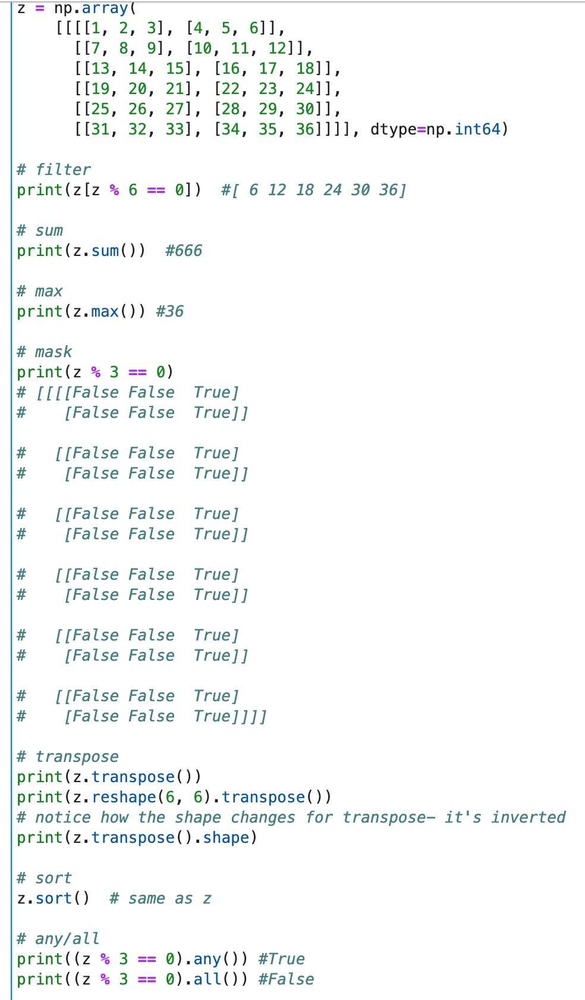 z = np.array(
    [[[[1, 2, 3], [4, 5, 6]],
      [[7, 8, 9], [10, 11, 12]],
      [[13, 14, 15], [16, 17, 18]],
      [[19, 20, 21], [22, 23, 24]],
      [[25, 26, 27], [28, 29, 30]],
      [[31, 32, 33], [34, 35, 36]]]], dtype=np.int64)
# filter
print(z[z % 6 == 0])  #[ 6 12 18 24 30 36]
# sum
print(z.sum())  #666
# max
print(z.max()) #36
# mask
print(z % 3 == 0)
# [[[[False False  True]
#    [False False  True]]
#   [[False False  True]
#    [False False  True]]
#   [[False False  True]
#    [False False  True]]
#   [[False False  True]
#    [False False  True]]
#   [[False False  True]
#    [False False  True]]
#   [[False False  True]
#    [False False  True]]]]
# transpose
print(z.transpose())
print(z.reshape(6, 6).transpose())
# notice how the shape changes for transpose– it's inverted
print(z.transpose().shape)
# sort
z.sort()  # same as z
# any/all
print((z % 3 == 0).any()) #True
print((z % 3 == 0).all()) #False